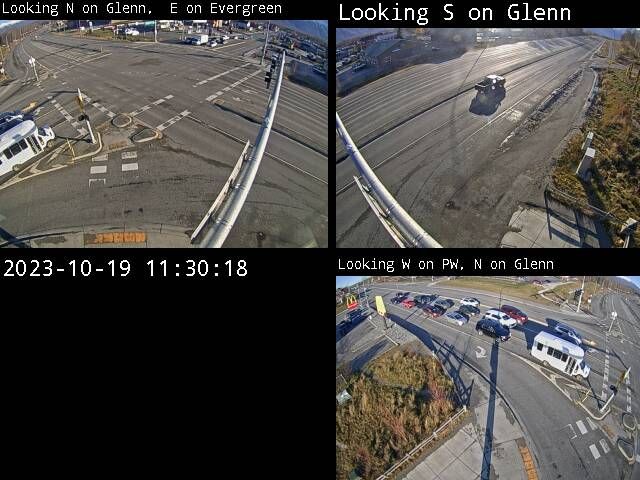 Looking N on Glenn,  E on Evergreen
Looking S on Glenn
2023-10-19 11:30:18
Looking W on PW, N on Glenn